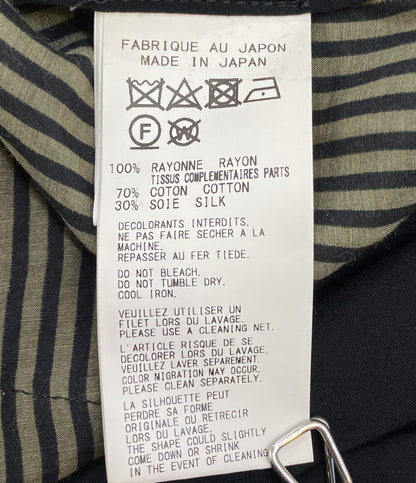 FABRIQUE AU JAPON
MADE IN JAPAN
F W
100% RAYONNE RAYON
TISSUS COMPLEMENTAIRES PARTS
70% COTON COTTON
30% SOIE SILK
DECOLORANTS INTERDITS.
NE PAS FAIRE SECHER A LA
MACHINE.
REPASSER AU FER TIEDE.
DO NOT BLEACH.
DO NOT TUMBLE DRY.
COOL IRON.
VEUILLEZ UTILISER UN
FILET LORS DU LAVAGE.
PLEASE USE A CLEANING NET.
L'ARTICLE RISQUE DE SE
DECOLORER LORS DU LAVAGE.
VEUILLEZ LAVER SEPAREMENT.
COLOR MIGRATION MAY OCCUR,
PLEASE CLEAN SEPARATELY.
LA SILHOUETTE PEUT
PERDRE SA FORME
ORIGINALE OU RETRECIR
LORS DU LAVAGE.
THE SHAPE COULD SLIGHTLY
COME DOWN OR SHRINK
IN THE EVENT OF CLEANING